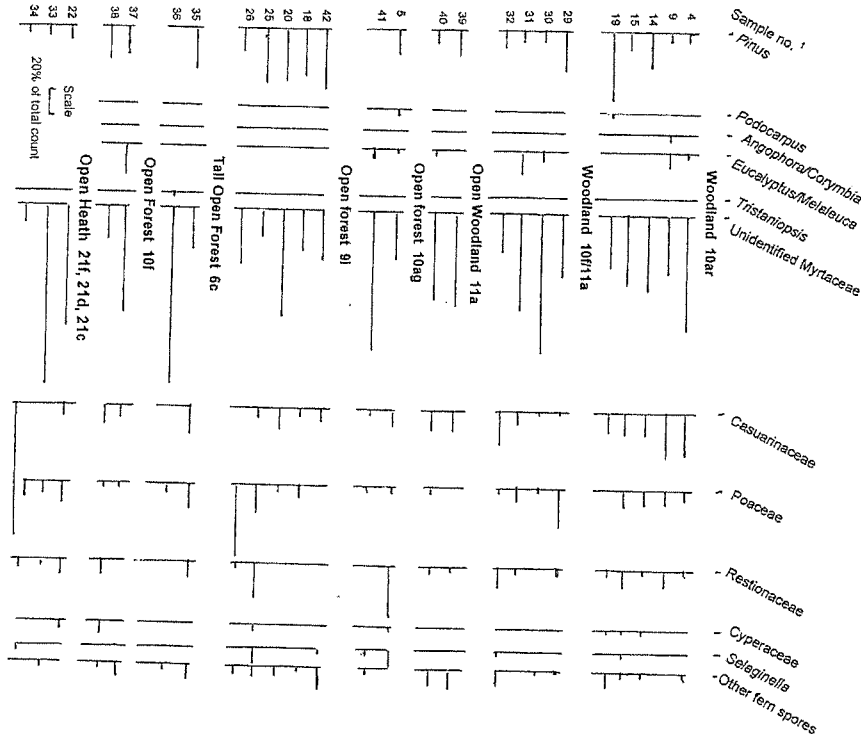 Sample no.
Pinus
Podocarpus
Angophora/Corymbia
Eucalyptus/Melaleuca
Tristaniopsis
Unidentified Myrtaceae
Casuarinaceae
Poaceae
Restionaceae
Cyperaceae
Selaginella
Other fern spores
4
9
14
15
19
Woodland 10ar
29
30
31
32
Woodland 10f/11a
39
40
Open Woodland 11a
5
41
Open forest 10ag
42
18
20
25
26
Open forest 9i
35
36
Tall Open Forest 6c
37
38
Open Forest 10f
22
33
34
Open Heath 21f, 21d, 21c
Scale
20% of total count